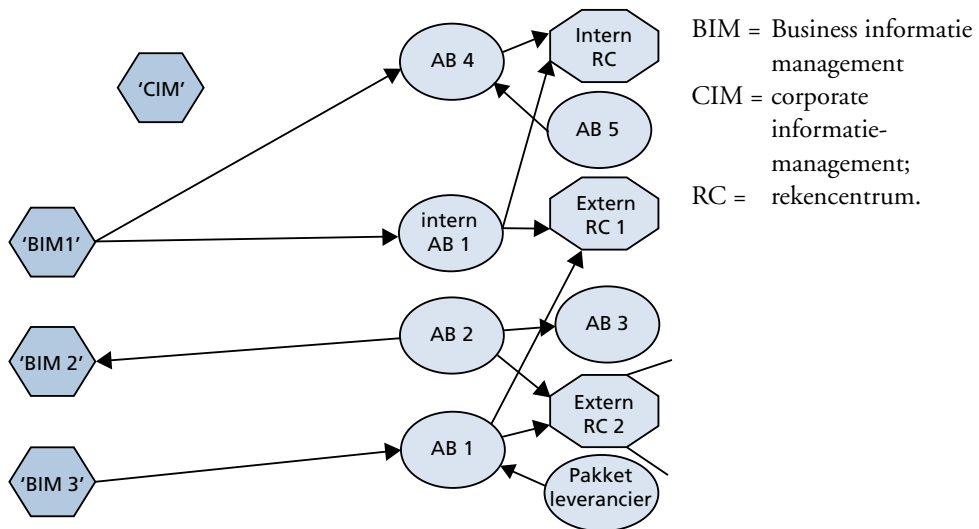 'CIM'
AB 4
Intern
RC
AB 5
'BIM1'
intern
AB 1
Extern
RC 1
'BIM 2'
AB 2
AB 3
Extern
RC 2
'BIM 3'
AB 1
Pakket
leverancier
BIM = Business informatie
management
CIM = corporate
informatie-
management;
RC = rekencentrum.